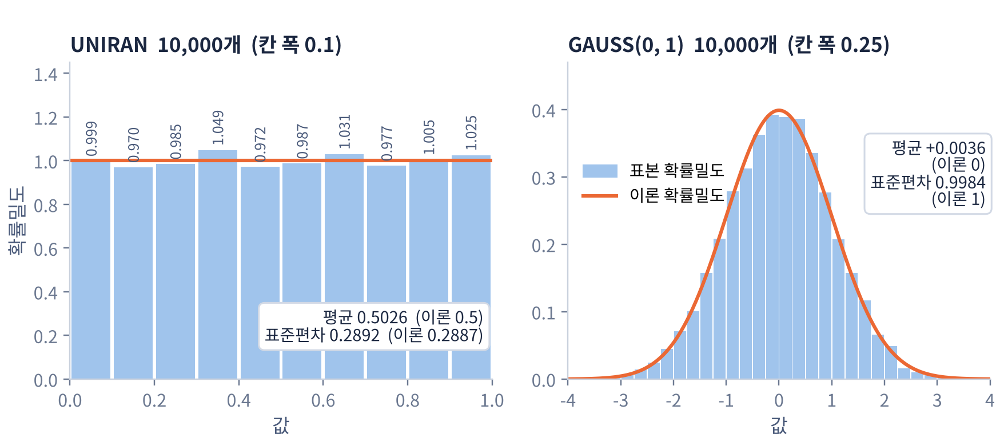 UNIRAN 10,000개 (칸 폭 0.1)
확률밀도
1.4
1.2
1.0
0.8
0.6
0.4
0.2
0.0
0.999
0.970
0.985
1.049
0.972
0.987
1.031
0.977
1.005
1.025
평균 0.5026 (이론 0.5)
표준편차 0.2892 (이론 0.2887)
0.0 0.2 0.4 0.6 0.8 1.0
값
GAUSS(0, 1) 10,000개 (칸 폭 0.25)
0.4
0.3
0.2
0.1
0.0
표본 확률밀도
이론 확률밀도
평균 +0.0036
(이론 0)
표준편차 0.9984
(이론 1)
-4 -3 -2 -1 0 1 2 3 4
값